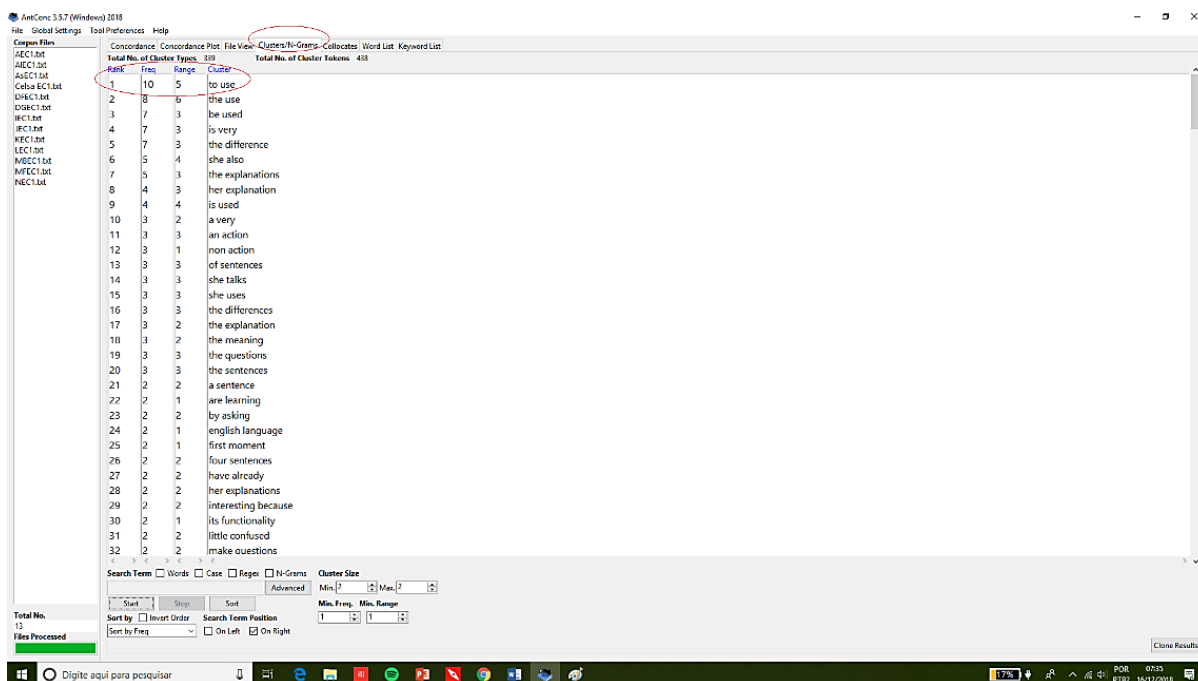 AntConc 3.5.7 (Windows) 2018
File Global Settings Tool Preferences Help
Corpus Files
AEC1.txt
AIEC1.txt
AsEC1.txt
Celsa EC1.txt
DFEC1.txt
DGEC1.txt
IEC1.txt
JEC1.txt
KEC1.txt
LEC1.txt
MBEC1.txt
MFEC1.txt
NEC1.txt
Concordance Concordance Plot File View Clusters/N-Grams Collocates Word List Keyword List
Total No. of Cluster Types 339 Total No. of Cluster Tokens 438
Rank Freq Range Cluster
1 10 5 to use
2 8 6 the use
3 7 3 be used
4 7 3 is very
5 7 3 the difference
6 5 4 she also
7 5 3 the explanations
8 4 3 her explanation
9 4 4 is used
10 3 2 a very
11 3 3 an action
12 3 1 non action
13 3 3 of sentences
14 3 3 she talks
15 3 3 she uses
16 3 3 the differences
17 3 2 the explanation
18 3 2 the meaning
19 3 3 the questions
20 3 3 the sentences
21 2 2 a sentence
22 2 1 are learning
23 2 2 by asking
24 2 1 english language
25 2 1 first moment
26 2 2 four sentences
27 2 2 have already
28 2 2 her explanations
29 2 2 interesting because
30 2 1 its functionality
31 2 2 little confused
32 2 2 make questions
Search Term Words Case Regex N-Grams Cluster Size
Advanced Min. 2 Max. 2
Start Stop Sort Min. Freq. Min. Range
Sort by Invert Order Search Term Position 1 1
Sort by Freq On Left On Right
Total No.
13
Files Processed
Clone Results
Digite aqui para pesquisar
17%
POR 07:35
PTB2 16/12/2018